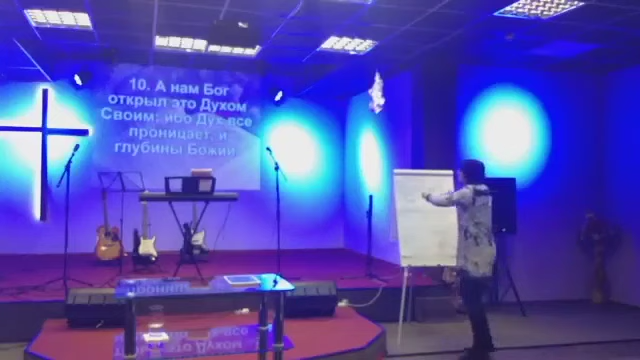 10. А нам Бог
открыл это Духом
Своим; ибо Дух все
проницает, и
глубины Божии.